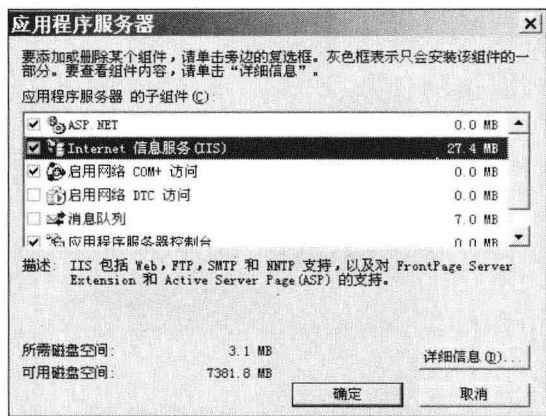 应用程序服务器
要添加或删除某个组件，请单击旁边的复选框。灰色框表示只会安装该组件的一
部分。要查看组件内容，请单击“详细信息”。
应用程序服务器 的子组件(C):
ASP.NET 0.0 MB
Internet 信息服务(IIS) 27.4 MB
启用网络 COM+ 访问 0.0 MB
启用网络 DTC 访问 0.0 MB
消息队列 7.0 MB
应用程序服务器控制台 0.0 MB
描述: IIS 包括 Web, FTP, SMTP 和 NNTP 支持，以及对 FrontPage Server
Extension 和 Active Server Page(ASP) 的支持。
所需磁盘空间: 3.1 MB
详细信息(D)...
可用磁盘空间: 7381.8 MB
确定 取消